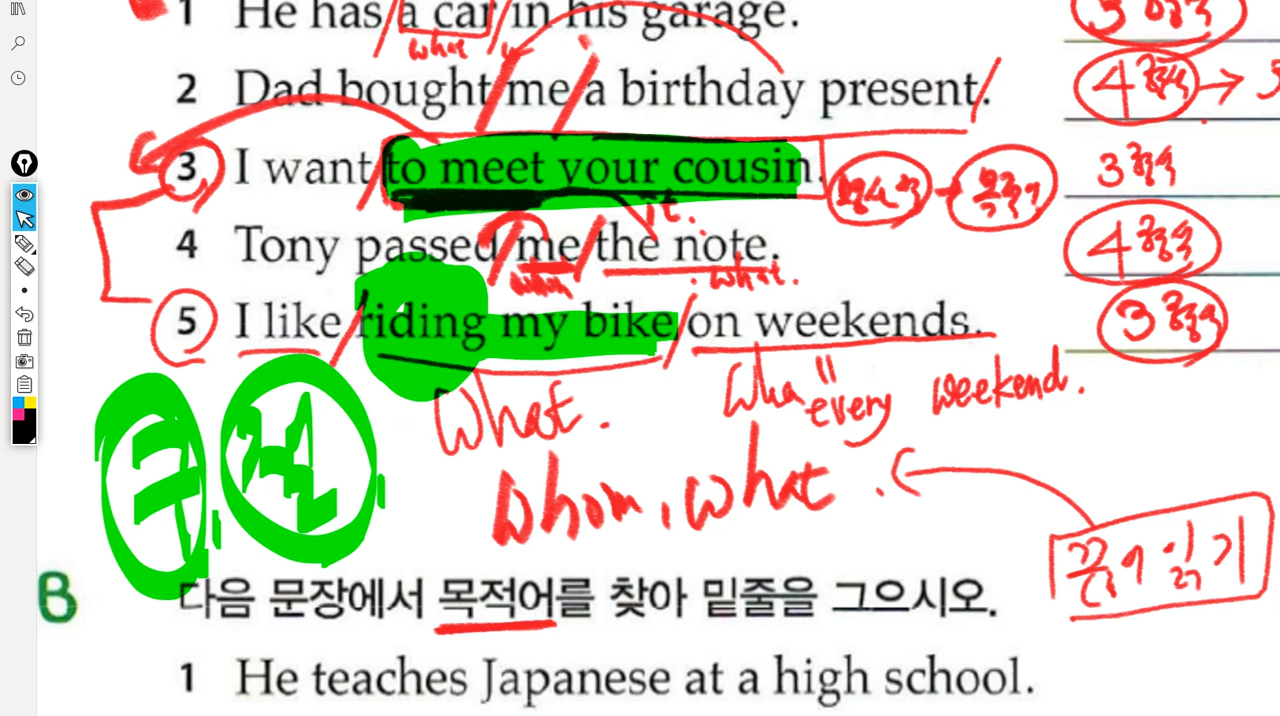 1 He has a car in his garage. 3 형식
what
2 Dad bought me a birthday present. 4 형식 →
3 I want to meet your cousin. 목적어 3 형식
it.
4 Tony passed me the note. 4 형식
whom what.
5 I like riding my bike on weekends. 3 형식
What. every weekend.
구. 절
Whom, what.
끊어 읽기
B 다음 문장에서 목적어를 찾아 밑줄을 그으시오.
1 He teaches Japanese at a high school.